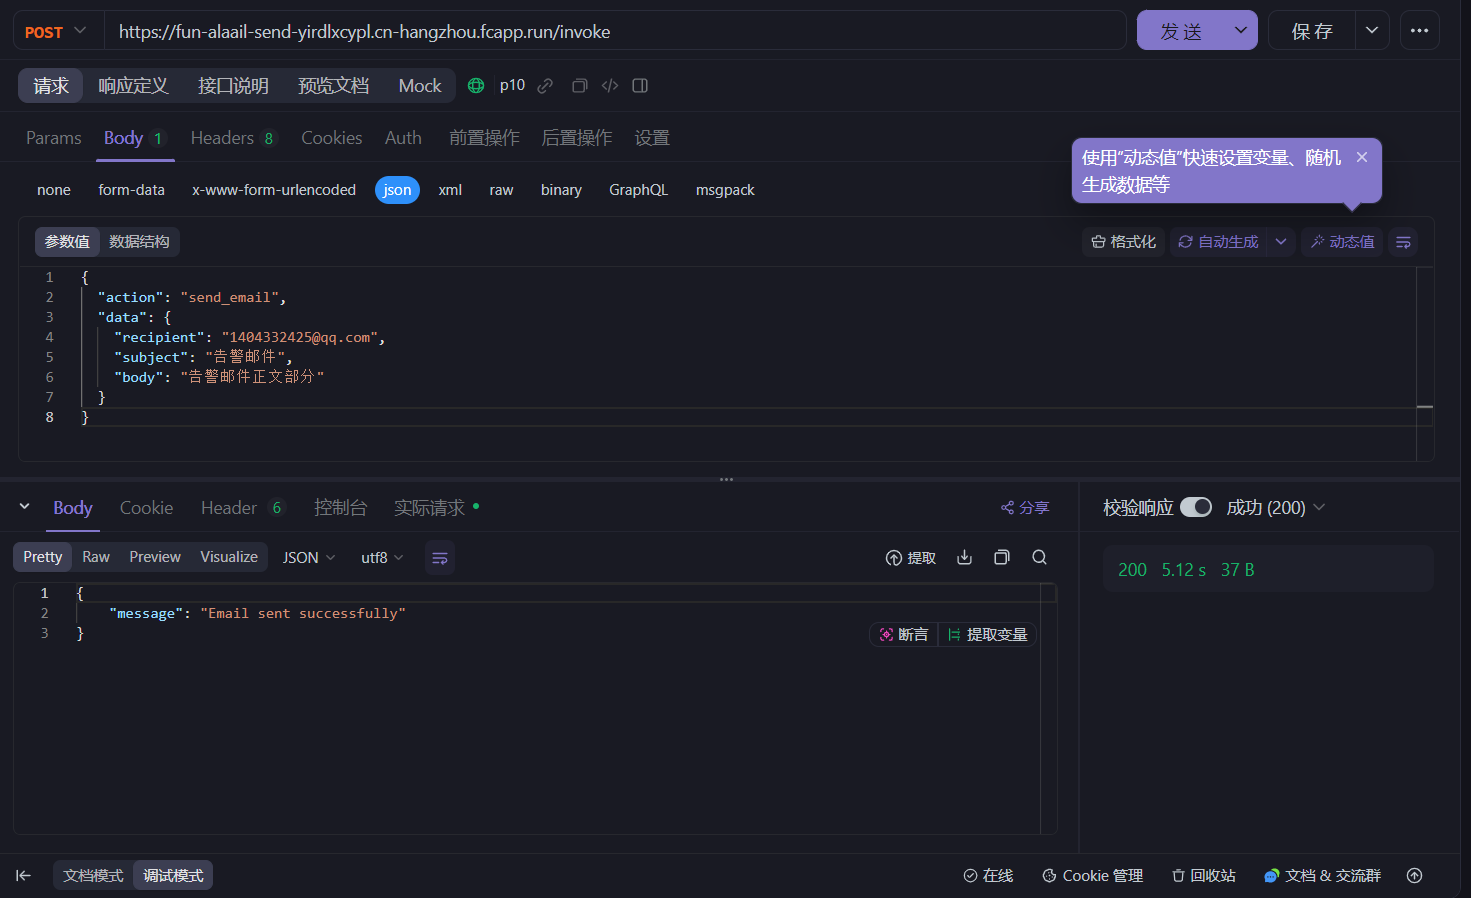 POST https://fun-alaail-send-yirdlxcypl.cn-hangzhou.fcapp.run/invoke 发 送 保 存
请求 响应定义 接口说明 预览文档 Mock p10
Params Body 1 Headers 8 Cookies Auth 前置操作 后置操作 设置
使用“动态值”快速设置变量、随机
生成数据等
none form-data x-www-form-urlencoded json xml raw binary GraphQL msgpack
参数值 数据结构 格式化 自动生成 动态值
1 {
2 "action": "send_email",
3 "data": {
4 "recipient": "1404332425@qq.com",
5 "subject": "告警邮件",
6 "body": "告警邮件正文部分"
7 }
8 }
Body Cookie Header 6 控制台 实际请求 分享
校验响应 成功 (200)
Pretty Raw Preview Visualize JSON utf8 提取
200 5.12 s 37 B
1 {
2 "message": "Email sent successfully"
3 }
断言 提取变量
文档模式 调试模式 在线 Cookie 管理 回收站 文档 & 交流群